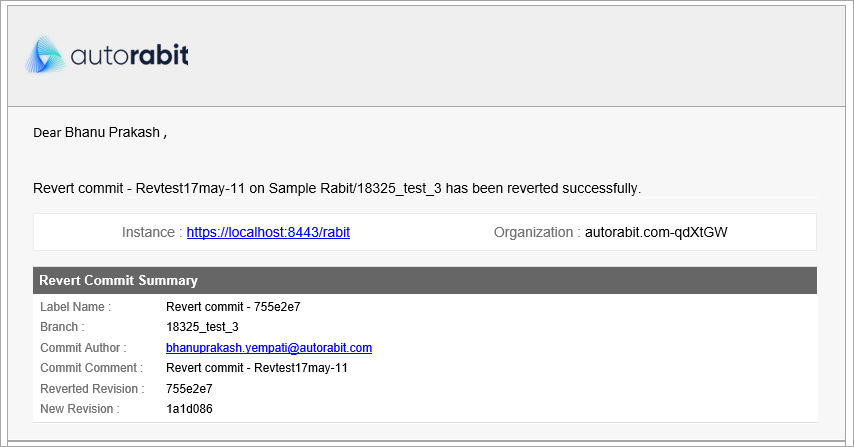 autorabit
Dear Bhanu Prakash ,
Revert commit - Revtest17may-11 on Sample Rabit/18325_test_3 has been reverted successfully.
Instance : https://localhost:8443/rabit Organization : autorabit.com-qdXtGW
Revert Commit Summary
Label Name : Revert commit - 755e2e7
Branch : 18325_test_3
Commit Author : bhanuprakash.yempati@autorabit.com
Commit Comment : Revert commit - Revtest17may-11
Reverted Revision : 755e2e7
New Revision : 1a1d086